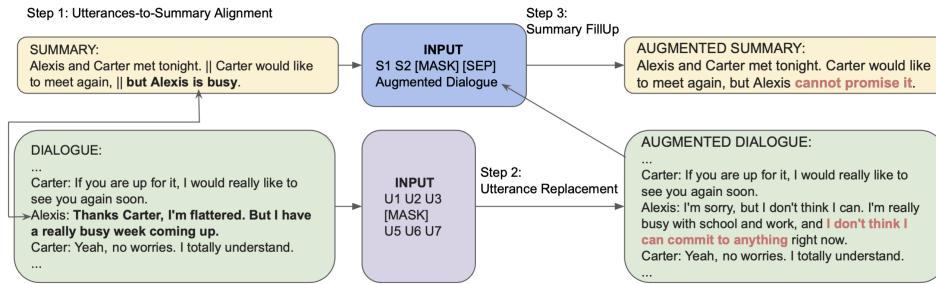 Step 1: Utterances-to-Summary Alignment
SUMMARY:
Alexis and Carter met tonight. || Carter would like
to meet again, || but Alexis is busy.
INPUT
S1 S2 [MASK] [SEP]
Augmented Dialogue
Step 3:
Summary FillUp
AUGMENTED SUMMARY:
Alexis and Carter met tonight. Carter would like
to meet again, but Alexis cannot promise it.
DIALOGUE:
...
Carter: If you are up for it, I would really like to
see you again soon.
Alexis: Thanks Carter, I'm flattered. But I have
a really busy week coming up.
Carter: Yeah, no worries. I totally understand.
...
INPUT
U1 U2 U3
[MASK]
U5 U6 U7
Step 2:
Utterance Replacement
AUGMENTED DIALOGUE:
...
Carter: If you are up for it, I would really like to
see you again soon.
Alexis: I'm sorry, but I don't think I can. I'm really
busy with school and work, and I don't think I
can commit to anything right now.
Carter: Yeah, no worries. I totally understand.
...